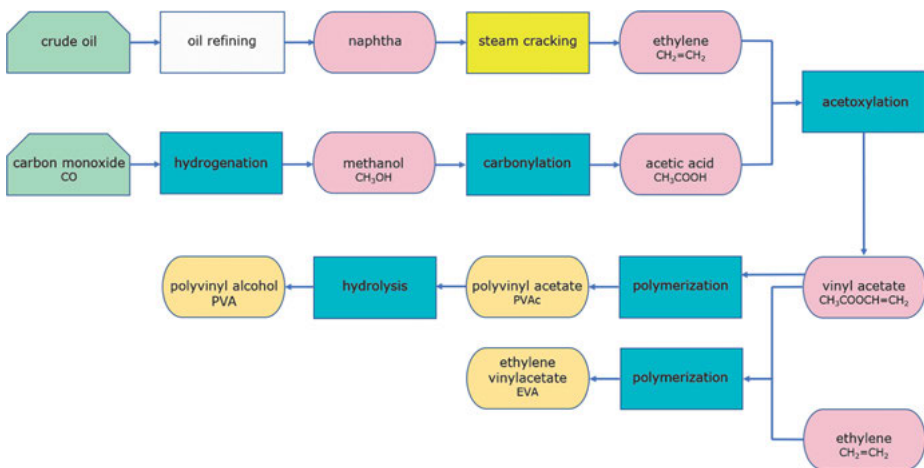 crude oil
oil refining
naphtha
steam cracking
ethylene
CH₂=CH₂
acetoxylation
carbon monoxide
CO
hydrogenation
methanol
CH₃OH
carbonylation
acetic acid
CH₃COOH
polyvinyl alcohol
PVA
hydrolysis
polyvinyl acetate
PVAc
polymerization
vinyl acetate
CH₃COOCH=CH₂
ethylene
vinylacetate
EVA
polymerization
ethylene
CH₂=CH₂